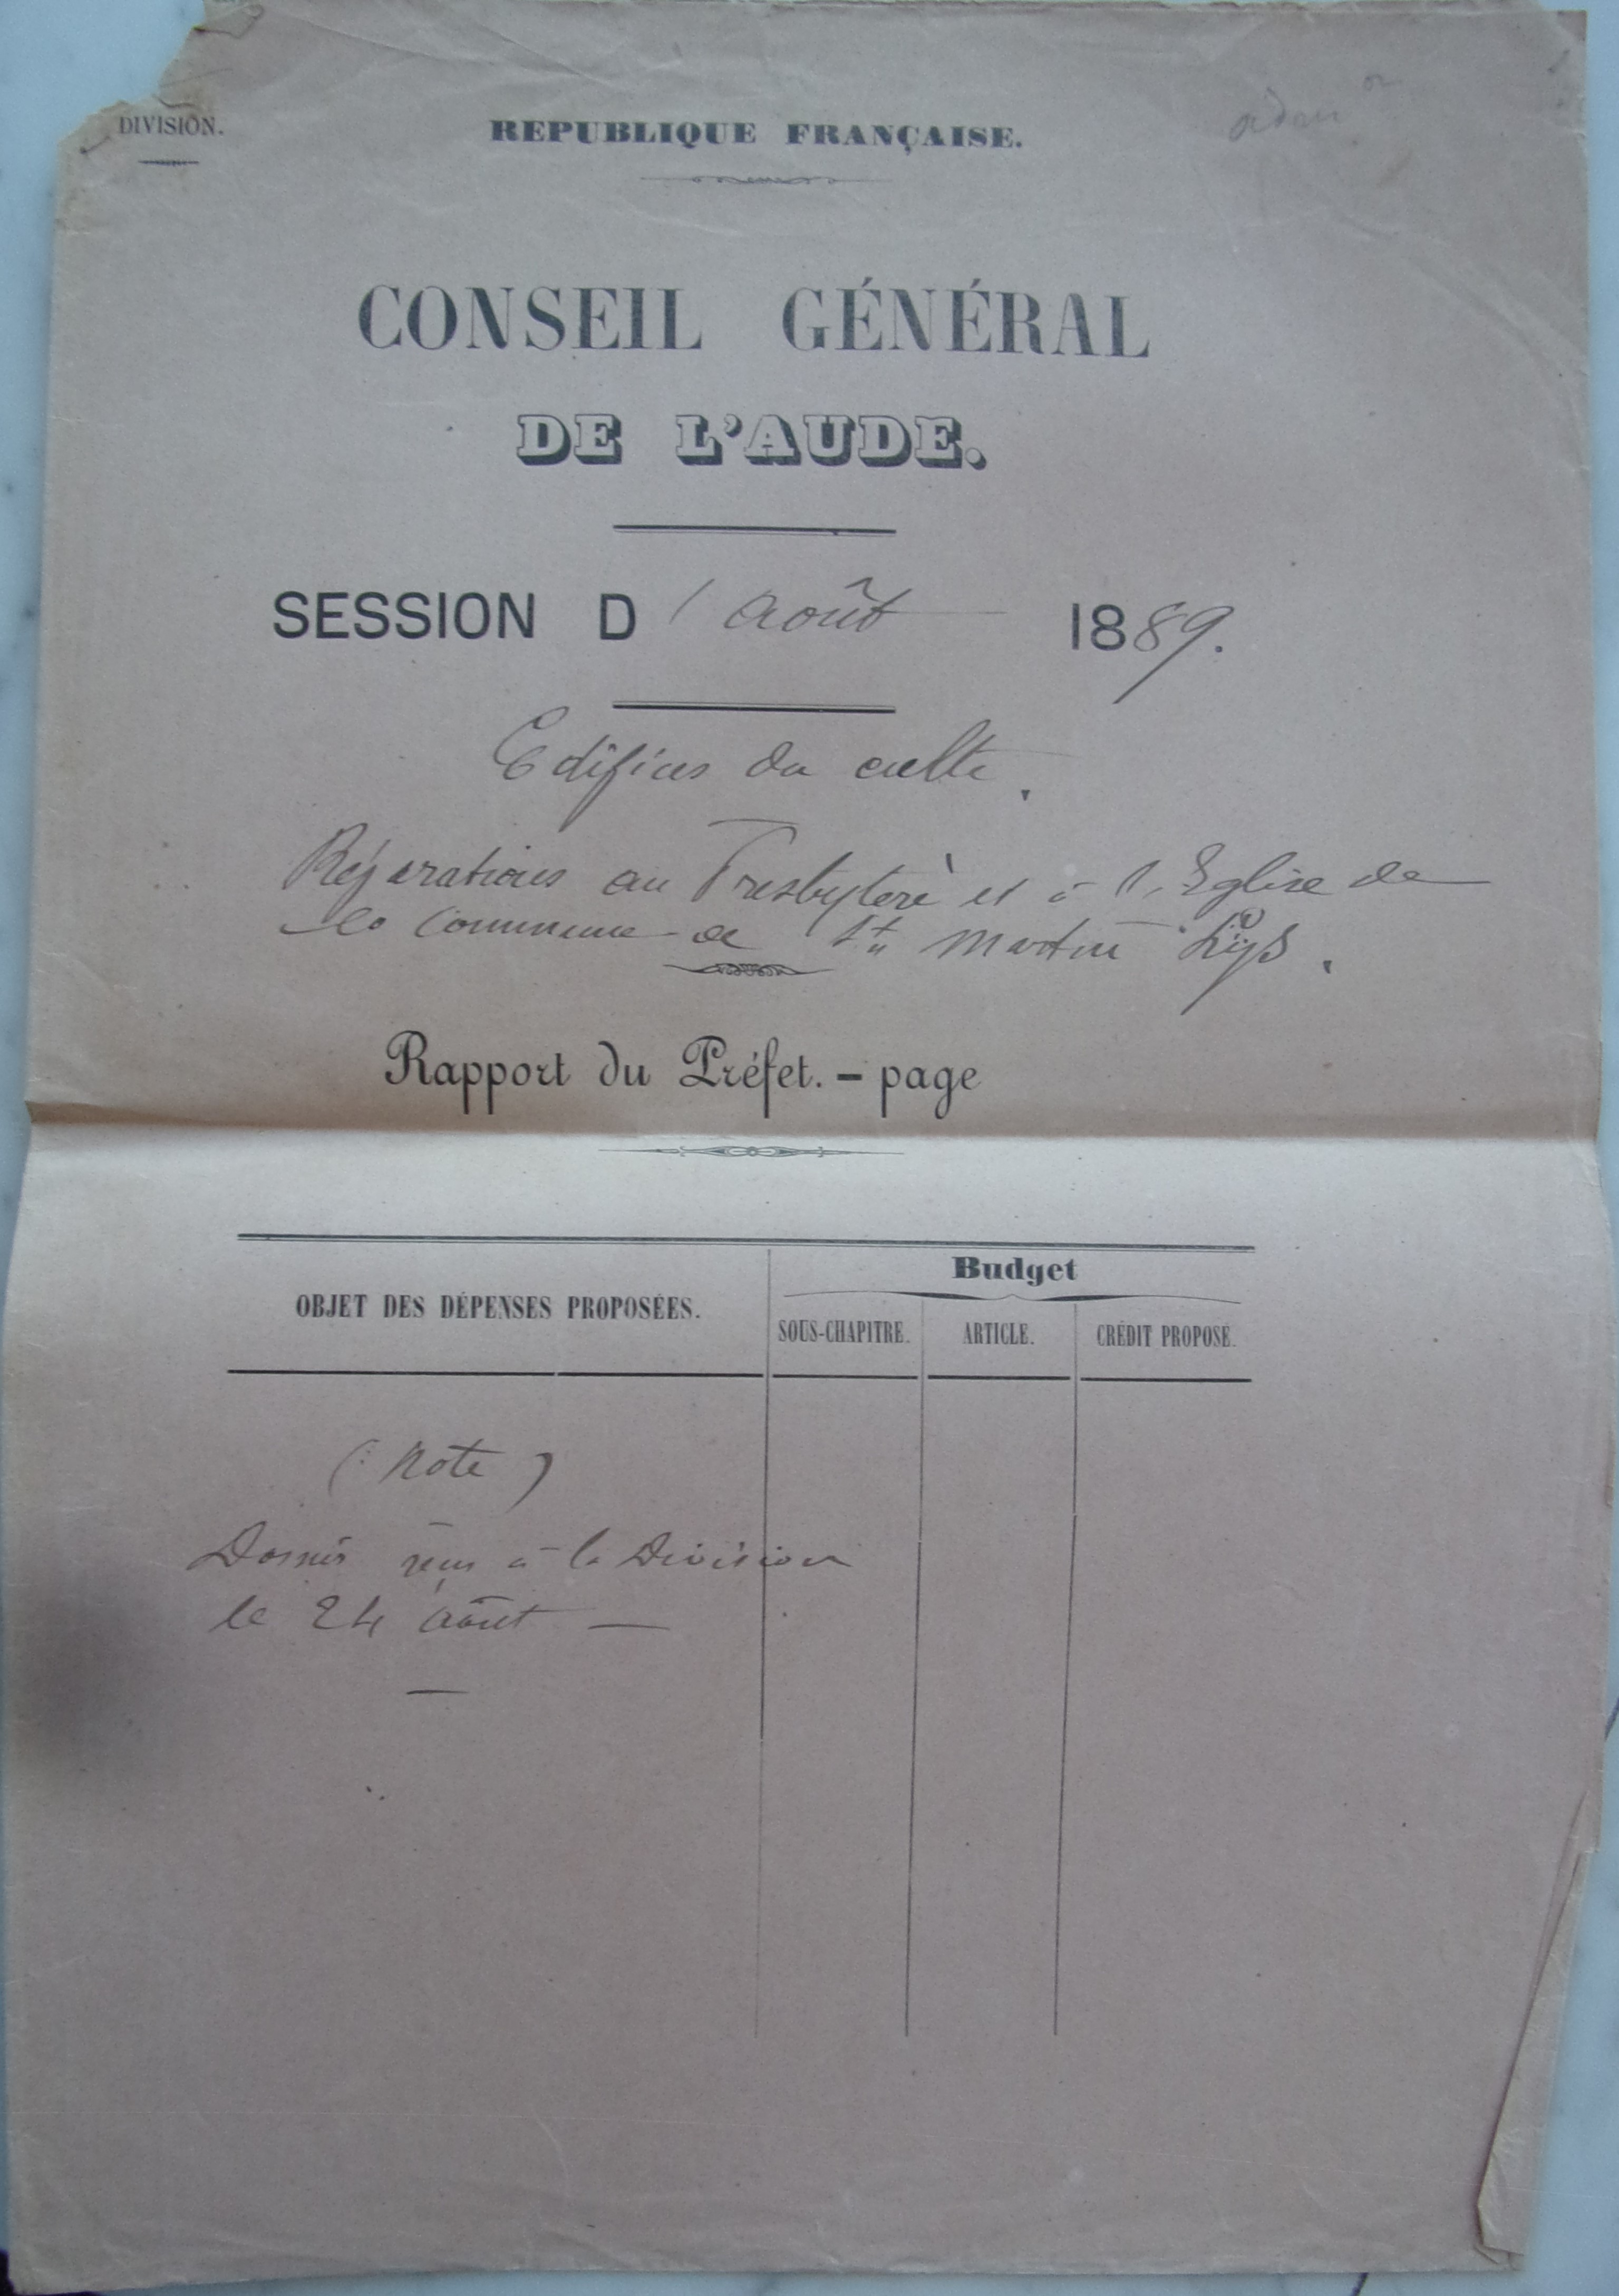 DIVISION.
RÉPUBLIQUE FRANÇAISE.
CONSEIL GÉNÉRAL
DE L'AUDE.
SESSION D' Août 1889.
Edifices du culte.
Réparations au Presbytère et à l'Eglise de
la commune de St Martin Lys.
Rapport du Préfet. – page
OBJET DES DÉPENSES PROPOSÉES.
Budget
SOUS-CHAPITRE. ARTICLE. CRÉDIT PROPOSÉ.
(Note)
Dossier reçu à la Division
le 24 août —